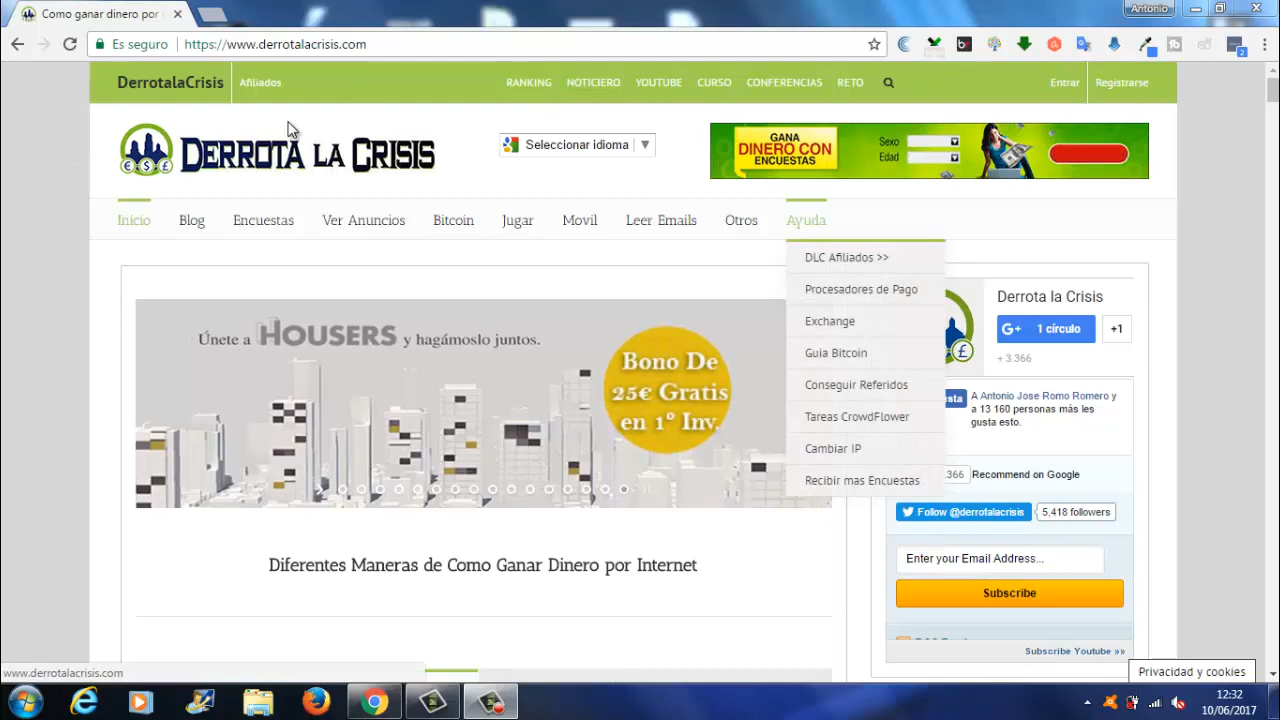 Como ganar dinero por
Antonio
Es seguro
https://www.derrotalacrisis.com
DerrotalaCrisis
Afiliados
RANKING
NOTICIERO
YOUTUBE
CURSO
CONFERENCIAS
RETO
Entrar
Registrarse
DERROTA LA CRISIS
Seleccionar idioma
GANA
DINERO CON
ENCUESTAS
Sexo
Edad
Inicio
Blog
Encuestas
Ver Anuncios
Bitcoin
Jugar
Movil
Leer Emails
Otros
Ayuda
DLC Afiliados >>
Procesadores de Pago
Exchange
Guia Bitcoin
Conseguir Referidos
Tareas CrowdFlower
Cambiar IP
Recibir mas Encuestas
Únete a HOUSERS y hagámoslo juntos.
Bono De
25€ Gratis
en 1º Inv.
Derrota la Crisis
G+ 1 círculo
+1
+ 3.366
A Antonio Jose Romo Romero y
a 13 160 personas más les
gusta esto.
Recommend on Google
Follow @derrotalacrisis
5,418 followers
Enter your Email Address...
Subscribe
Subscribe Youtube »»
Diferentes Maneras de Como Ganar Dinero por Internet
www.derrotalacrisis.com
Privacidad y cookies
12:32
10/06/2017